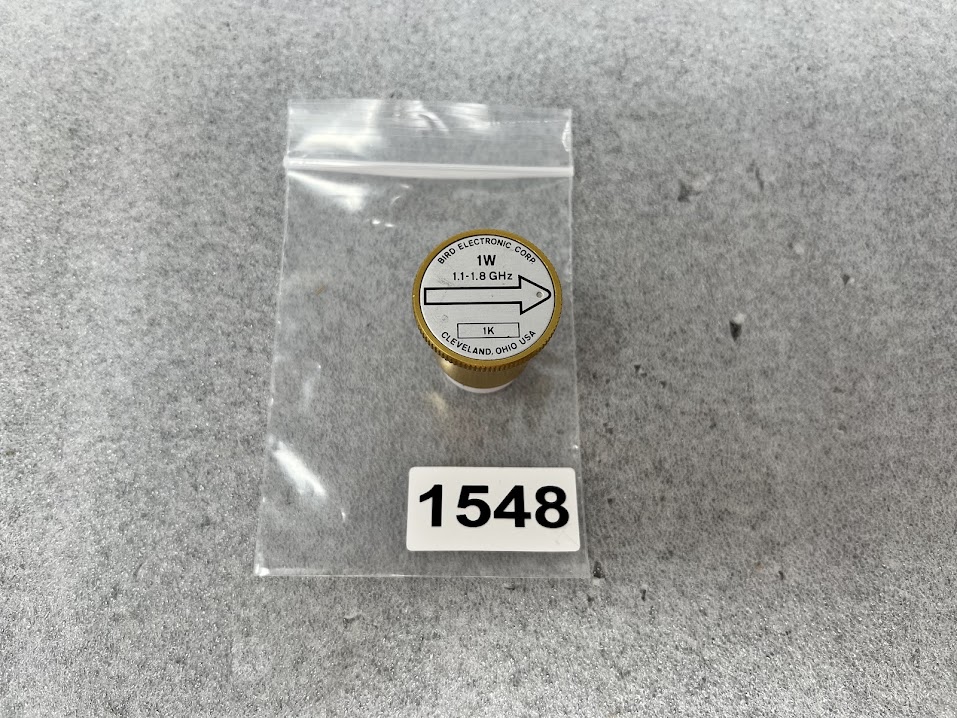 BIRD ELECTRONIC CORP
1W
1.1-1.8 GHz
1K
CLEVELAND, OHIO USA
1548